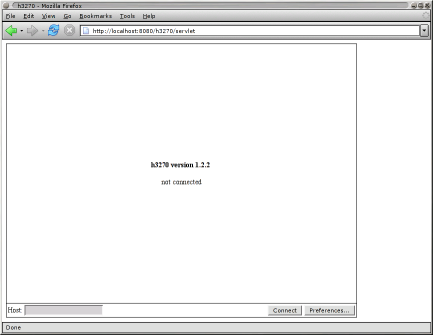 h3270 - Mozilla Firefox
File Edit View Go Bookmarks Tools Help
http://localhost:8080/h3270/servlet
h3270 version 1.2.2
not connected
Host Connect Preferences...
Done